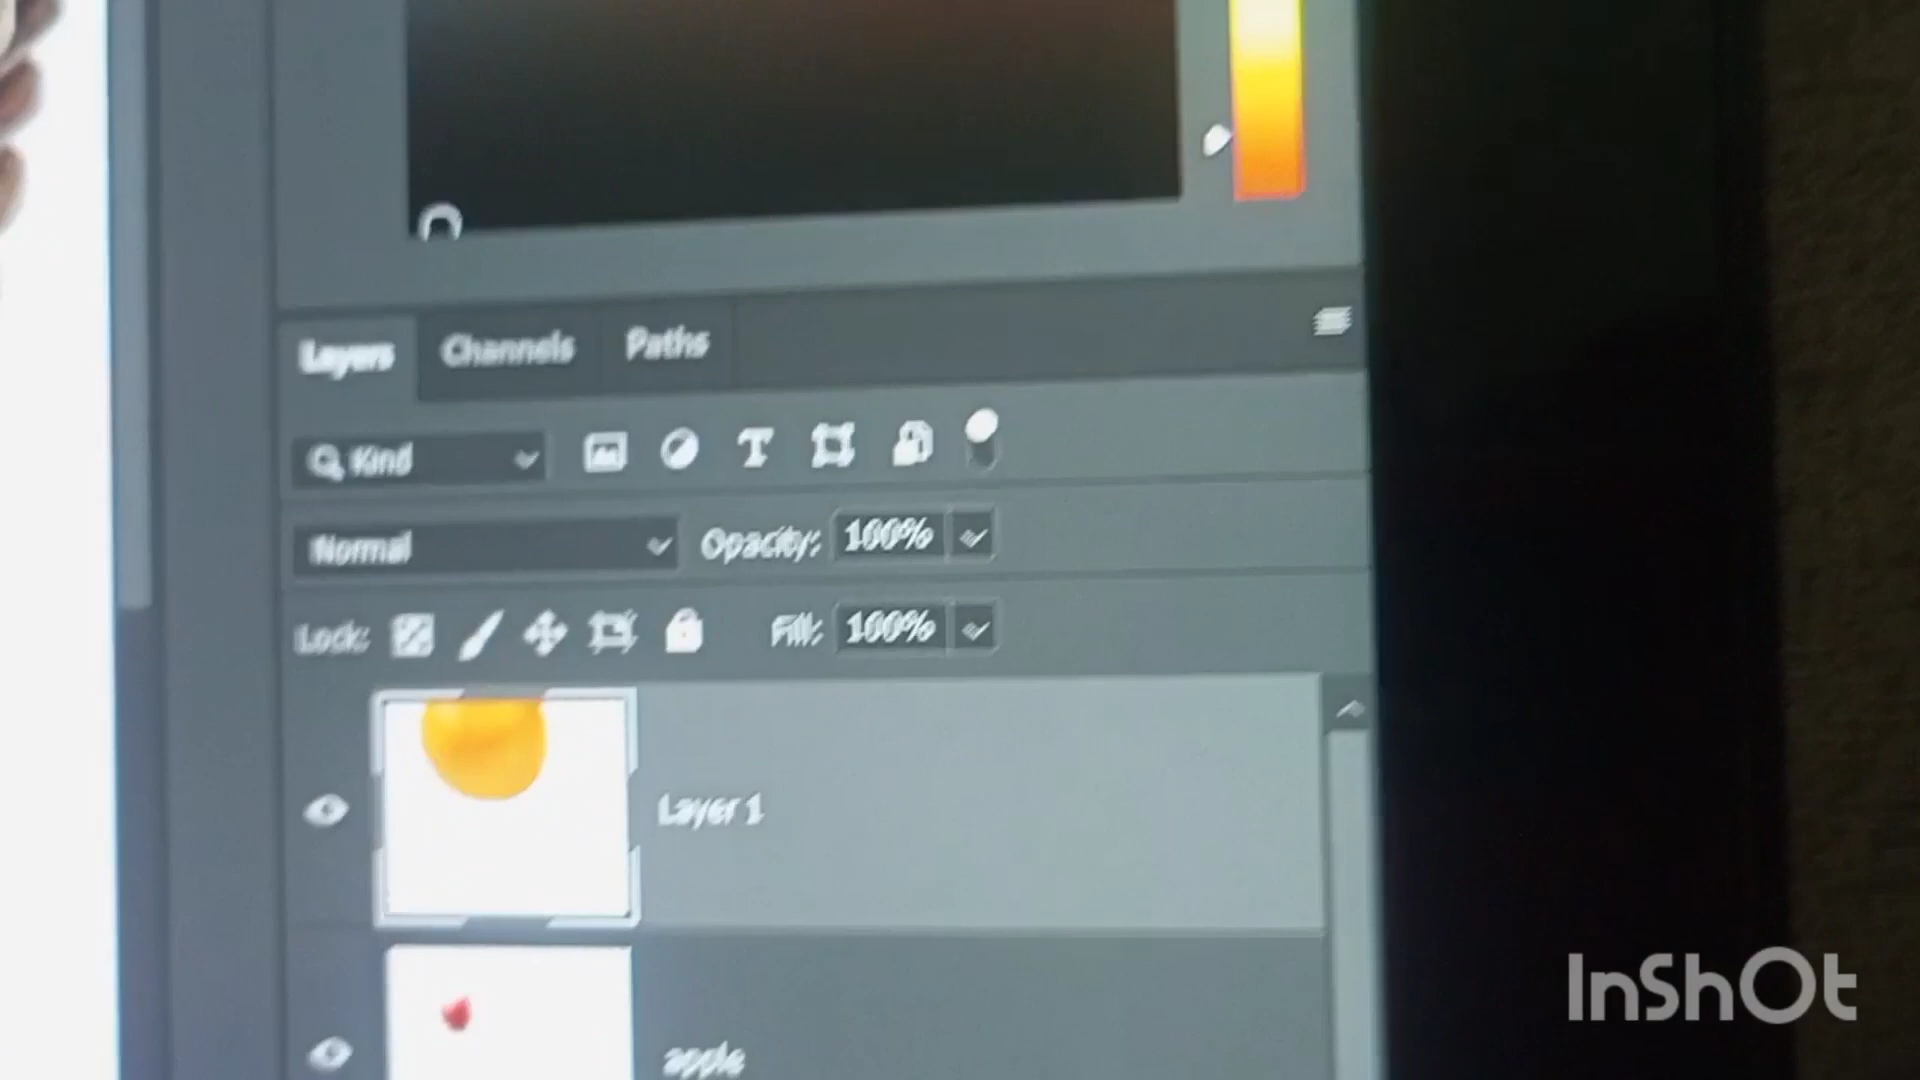 Layers Channels Paths
Kind
Normal Opacity: 100%
Lock: Fill: 100%
Layer 1
apple
InShOt